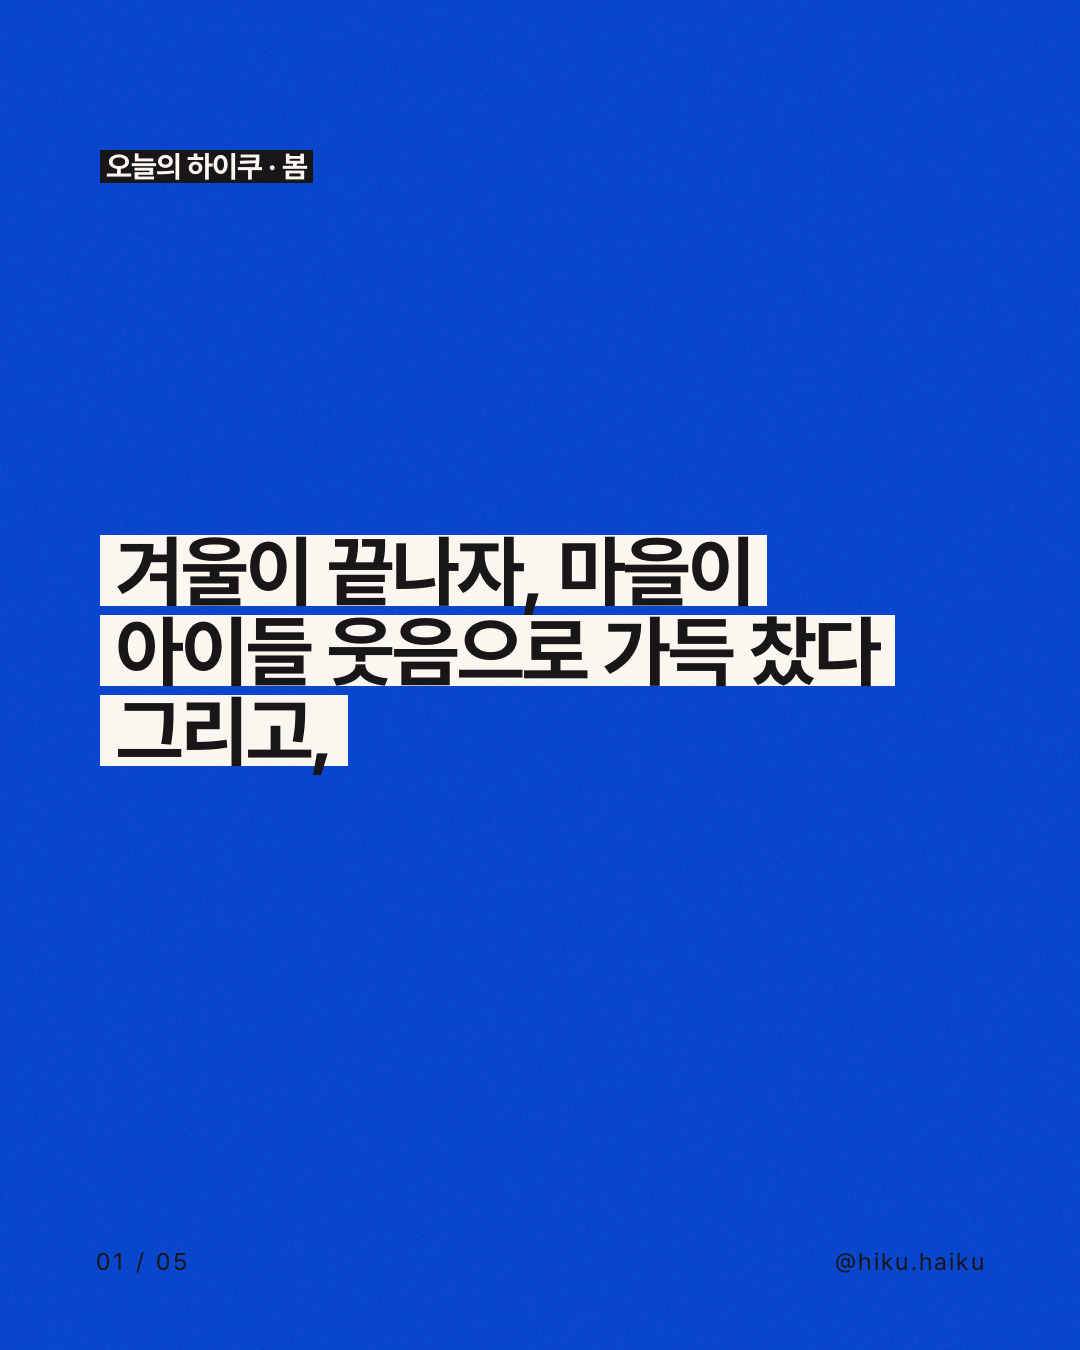 오늘의 하이쿠 · 봄
겨울이 끝나자, 마을이
아이들 웃음으로 가득 찼다
그리고,
01 / 05
@hiku.haiku